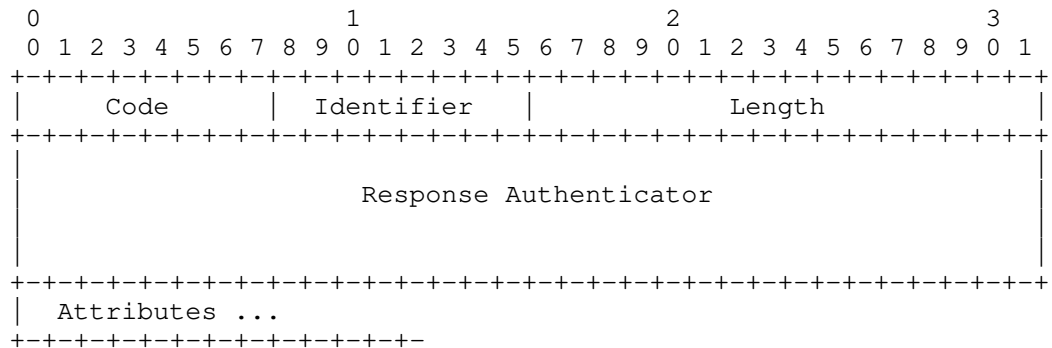 0                   1                   2                   3
0 1 2 3 4 5 6 7 8 9 0 1 2 3 4 5 6 7 8 9 0 1 2 3 4 5 6 7 8 9 0 1
+-+-+-+-+-+-+-+-+-+-+-+-+-+-+-+-+-+-+-+-+-+-+-+-+-+-+-+-+-+-+-+-+
|     Code      |  Identifier   |            Length             |
+-+-+-+-+-+-+-+-+-+-+-+-+-+-+-+-+-+-+-+-+-+-+-+-+-+-+-+-+-+-+-+-+
|                                                               |
|                     Response Authenticator                    |
|                                                               |
|                                                               |
+-+-+-+-+-+-+-+-+-+-+-+-+-+-+-+-+-+-+-+-+-+-+-+-+-+-+-+-+-+-+-+-+
|  Attributes ...
+-+-+-+-+-+-+-+-+-+-+-+-+-